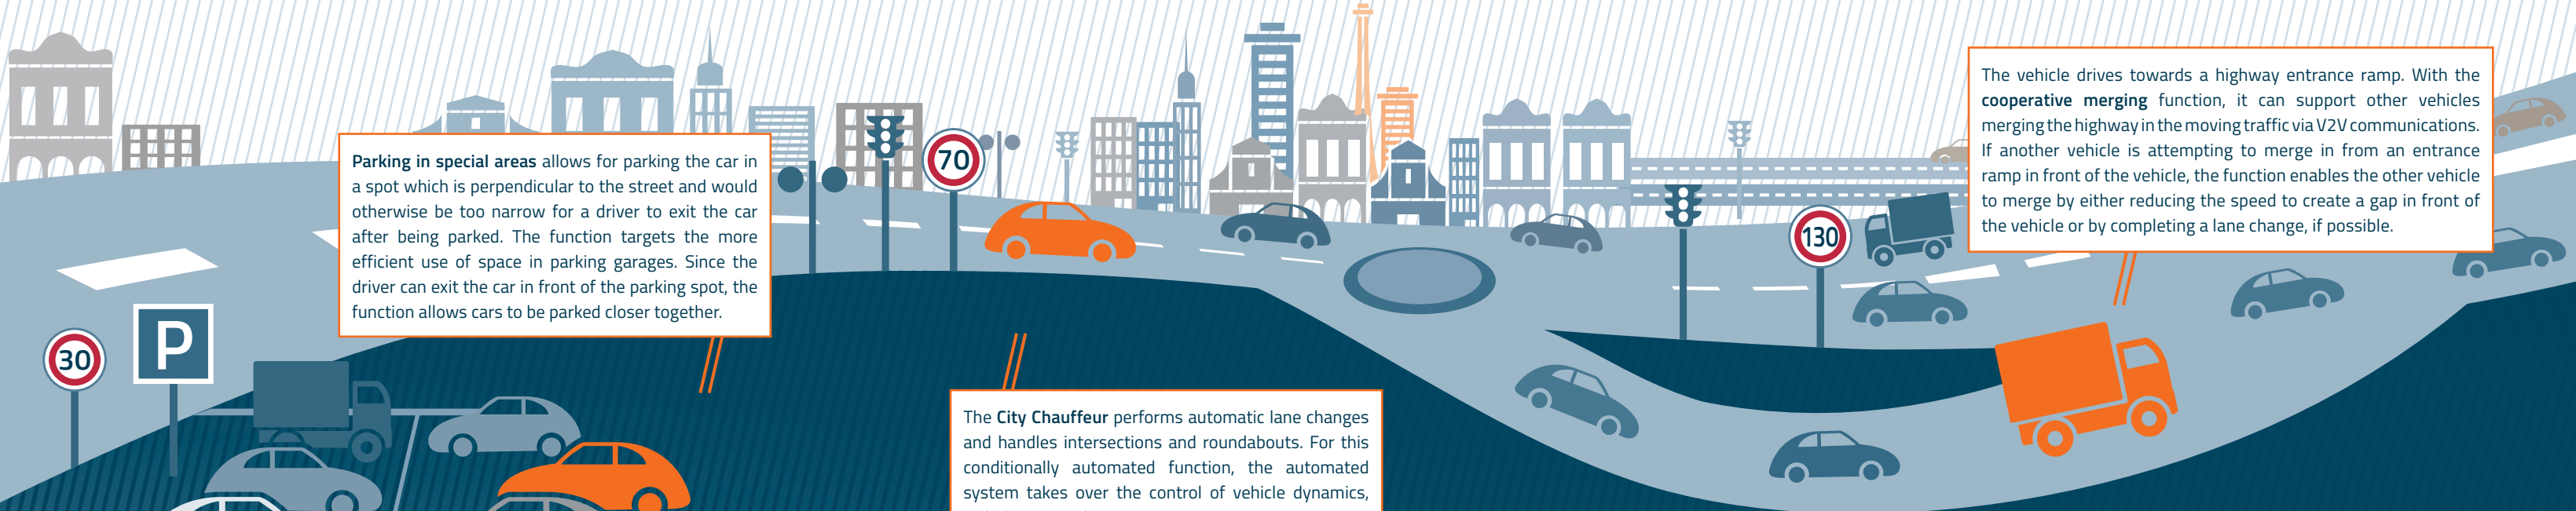 Parking in special areas allows for parking the car in
a spot which is perpendicular to the street and would
otherwise be too narrow for a driver to exit the car
after being parked. The function targets the more
efficient use of space in parking garages. Since the
driver can exit the car in front of the parking spot, the
function allows cars to be parked closer together.
30
P
70
The City Chauffeur performs automatic lane changes
and handles intersections and roundabouts. For this
conditionally automated function, the automated
system takes over the control of vehicle dynamics,
130
The vehicle drives towards a highway entrance ramp. With the
cooperative merging function, it can support other vehicles
merging the highway in the moving traffic via V2V communications.
If another vehicle is attempting to merge in from an entrance
ramp in front of the vehicle, the function enables the other vehicle
to merge by either reducing the speed to create a gap in front of
the vehicle or by completing a lane change, if possible.